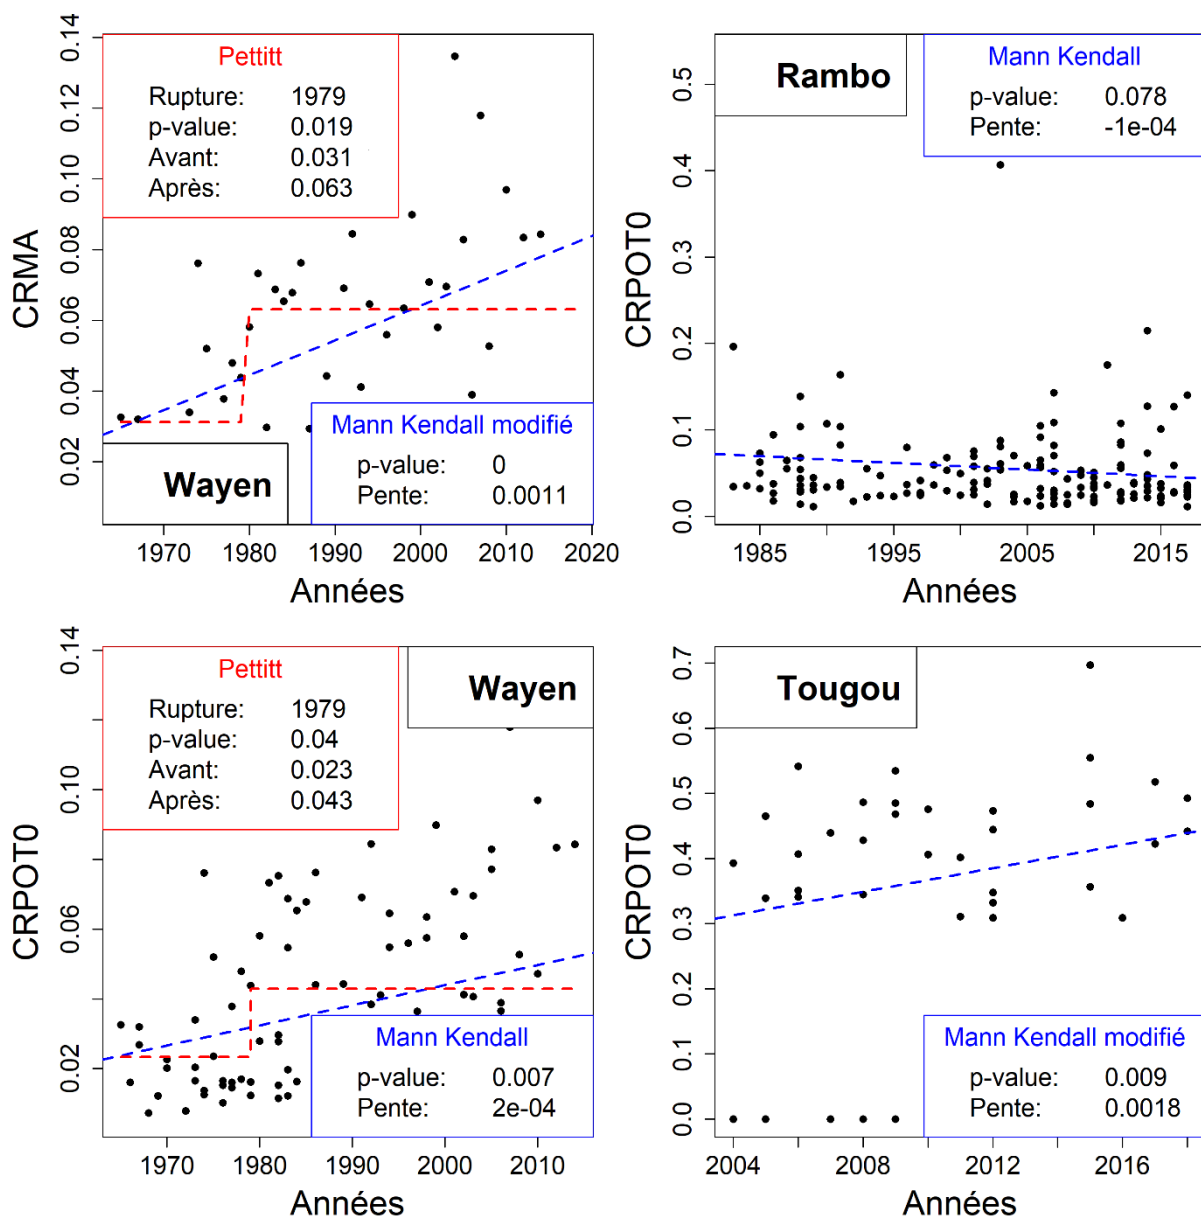 CRMA
0.02 0.04 0.06 0.08 0.10 0.12 0.14
Pettitt
Rupture: 1979
p-value: 0.019
Avant: 0.031
Après: 0.063
Wayen
Mann Kendall modifié
p-value: 0
Pente: 0.0011
1970 1980 1990 2000 2010 2020
Années
CRPOT0
0.0 0.1 0.2 0.3 0.4 0.5
Rambo
Mann Kendall
p-value: 0.078
Pente: -1e-04
1985 1995 2005 2015
Années
CRPOT0
0.02 0.06 0.10 0.14
Pettitt
Rupture: 1979
p-value: 0.04
Avant: 0.023
Après: 0.043
Wayen
Mann Kendall
p-value: 0.007
Pente: 2e-04
1970 1980 1990 2000 2010
Années
CRPOT0
0.0 0.1 0.2 0.3 0.4 0.5 0.6 0.7
Tougou
Mann Kendall modifié
p-value: 0.009
Pente: 0.0018
2004 2008 2012 2016
Années